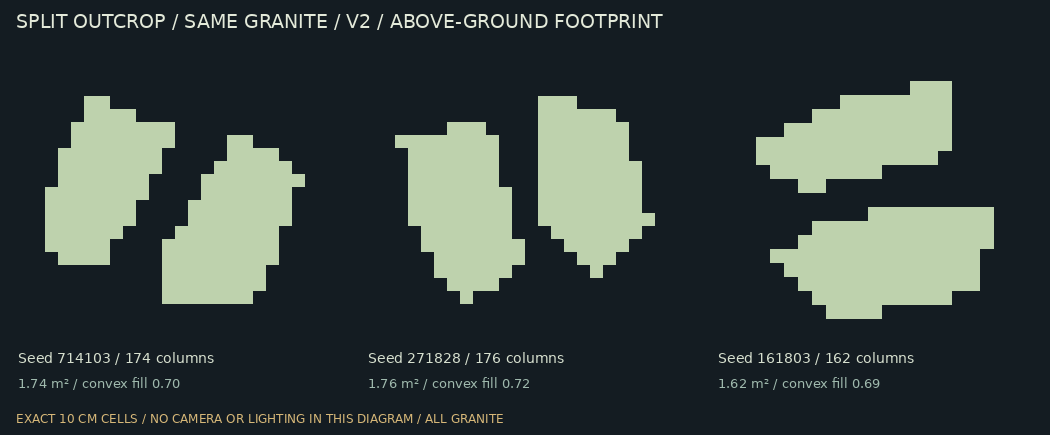 SPLIT OUTCROP / SAME GRANITE / V2 / ABOVE-GROUND FOOTPRINT
Seed 714103 / 174 columns
1.74 m² / convex fill 0.70
Seed 271828 / 176 columns
1.76 m² / convex fill 0.72
Seed 161803 / 162 columns
1.62 m² / convex fill 0.69
EXACT 10 CM CELLS / NO CAMERA OR LIGHTING IN THIS DIAGRAM / ALL GRANITE